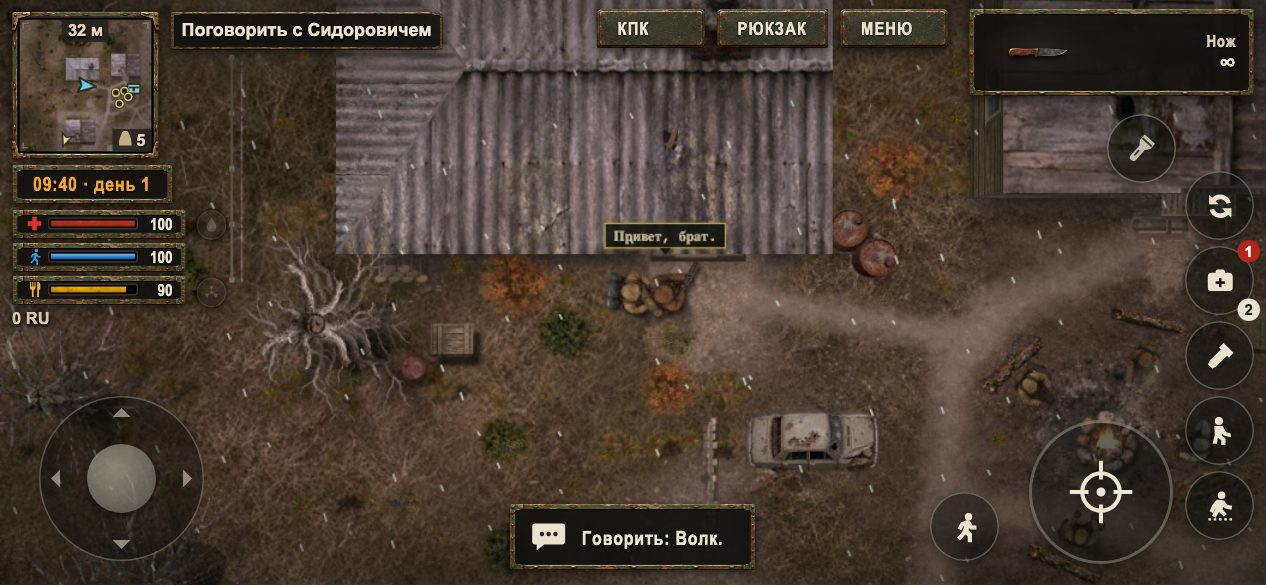 32 м
Поговорить с Сидоровичем
КПК
РЮКЗАК
МЕНЮ
Нож
∞
5
09:40 · день 1
100
100
90
0 RU
Привет, брат.
1
2
Говорить: Волк.